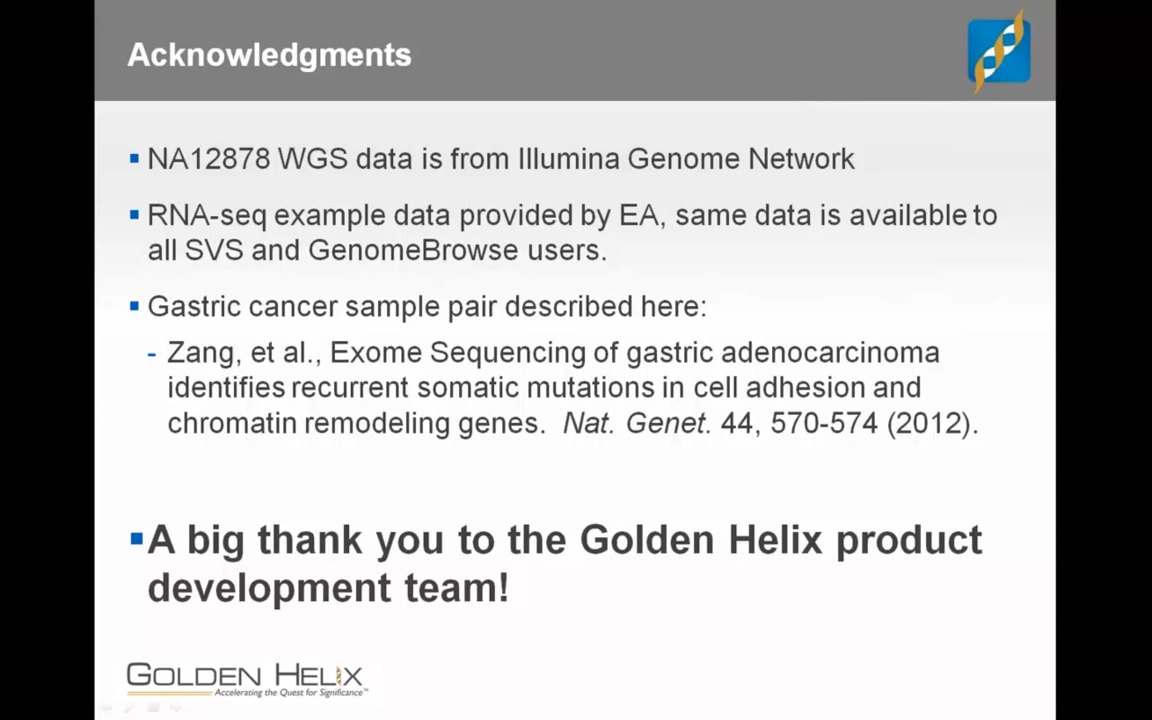 Acknowledgments
▪ NA12878 WGS data is from Illumina Genome Network
▪ RNA-seq example data provided by EA, same data is available to
all SVS and GenomeBrowse users.
▪ Gastric cancer sample pair described here:
- Zang, et al., Exome Sequencing of gastric adenocarcinoma
identifies recurrent somatic mutations in cell adhesion and
chromatin remodeling genes. Nat. Genet. 44, 570-574 (2012).
▪ A big thank you to the Golden Helix product
development team!
GOLDEN HELIX
Accelerating the Quest for Significance™